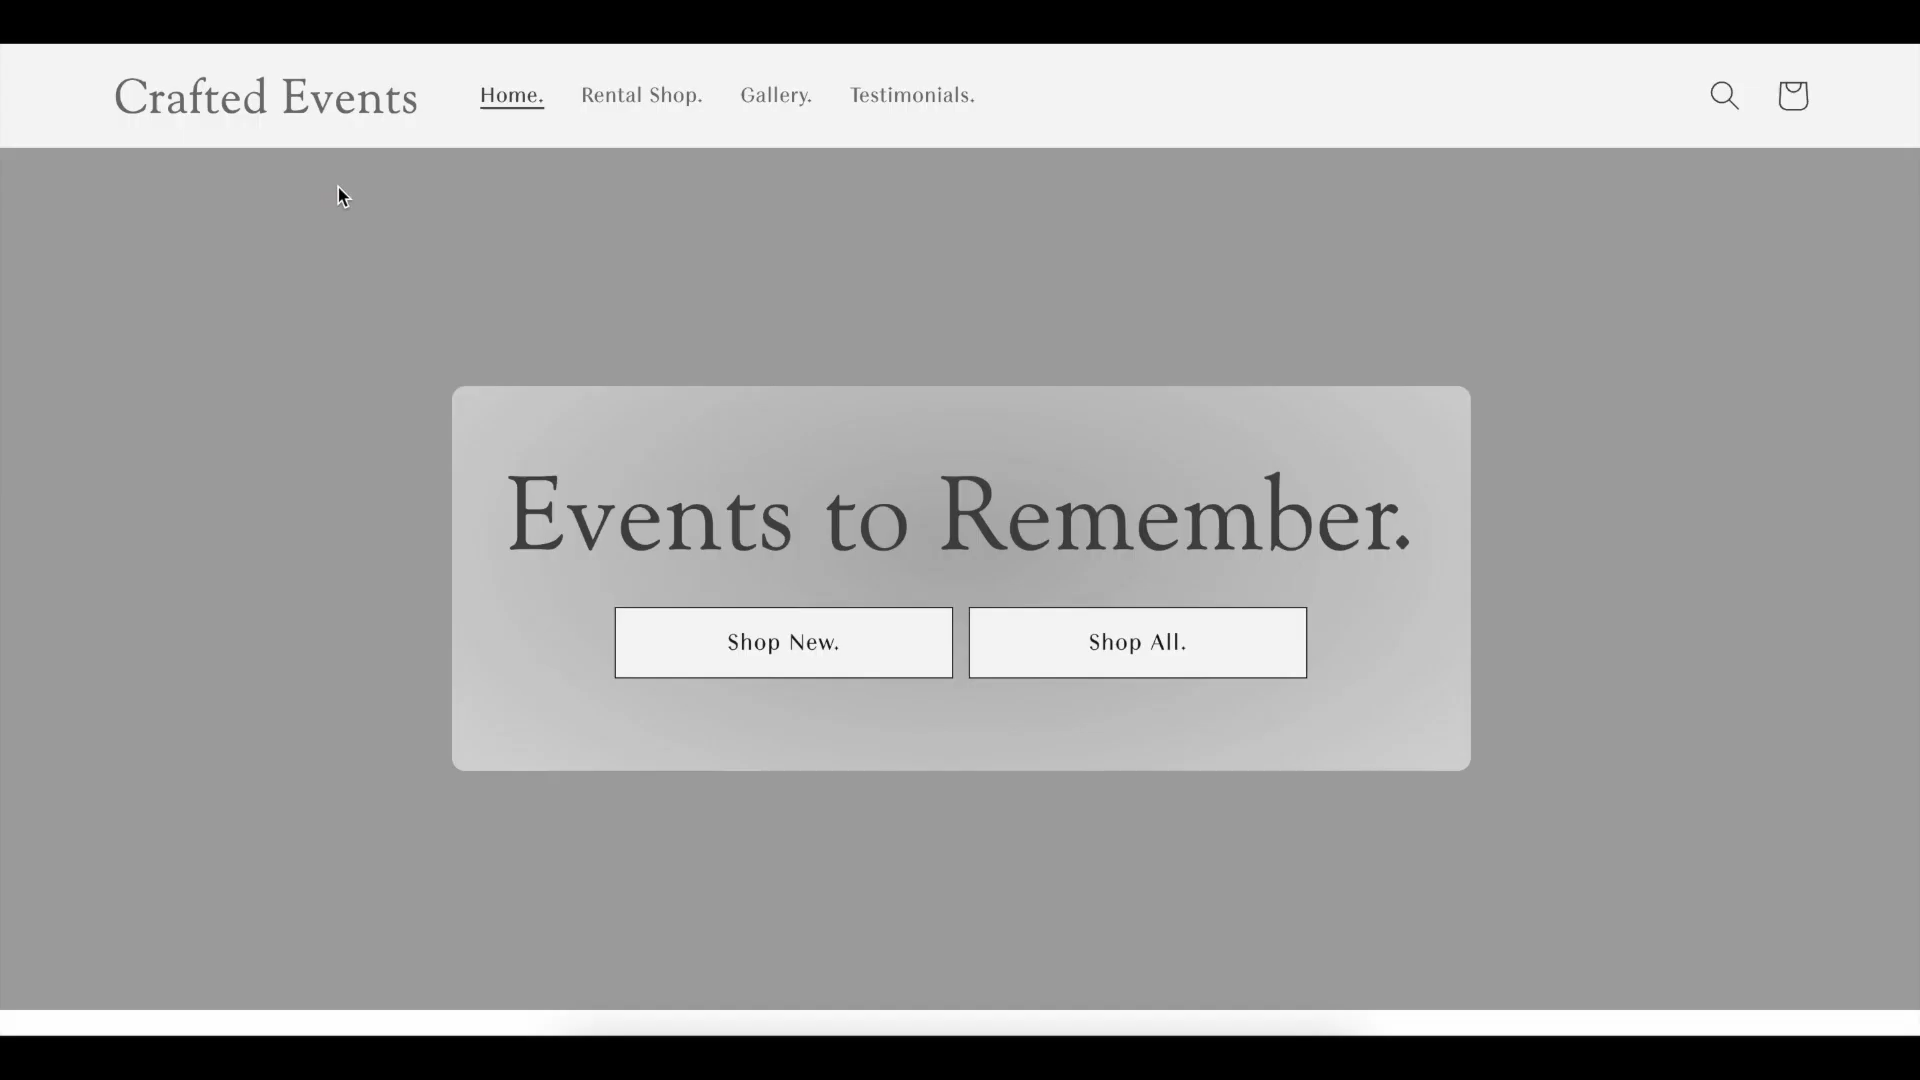 Crafted Events
Home. Rental Shop. Gallery. Testimonials.
Events to Remember.
Shop New. Shop All.